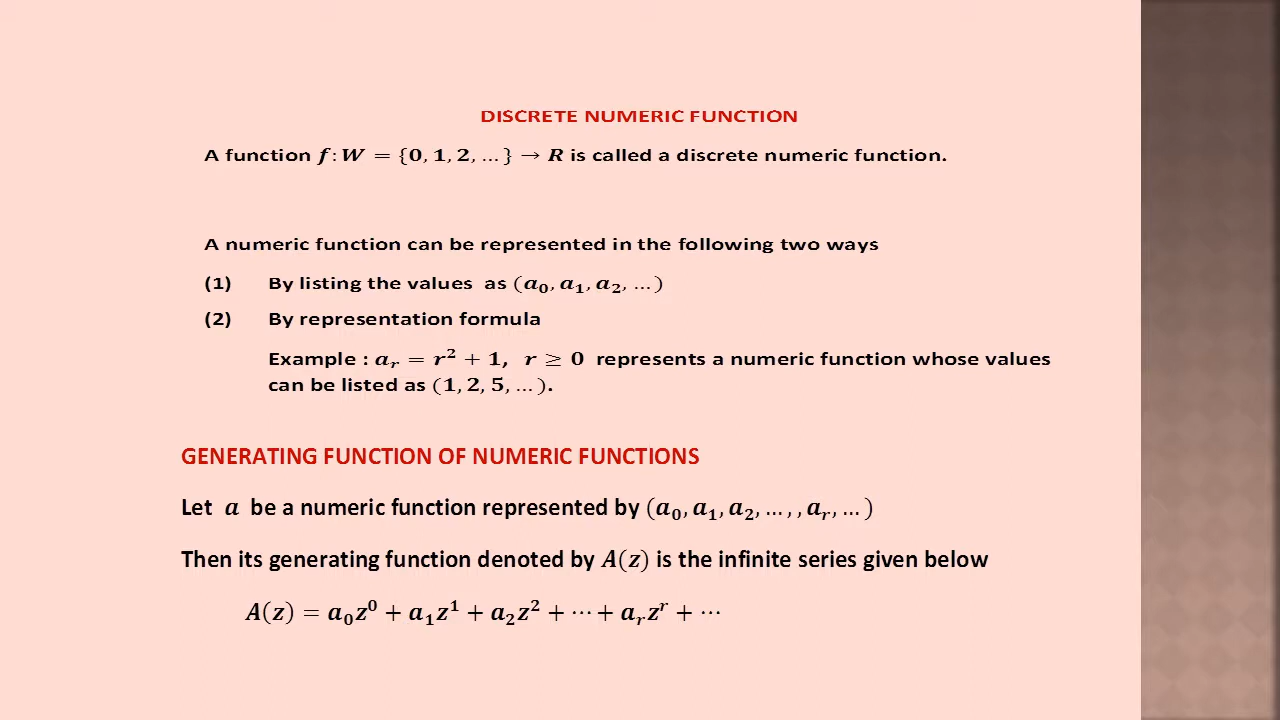 DISCRETE NUMERIC FUNCTION
A function f: W = {0, 1, 2, … } → R is called a discrete numeric function.
A numeric function can be represented in the following two ways
(1) By listing the values as (a₀, a₁, a₂, … )
(2) By representation formula
Example : aᵣ = r² + 1, r ≥ 0 represents a numeric function whose values
can be listed as (1, 2, 5, … ).
GENERATING FUNCTION OF NUMERIC FUNCTIONS
Let a be a numeric function represented by (a₀, a₁, a₂, … , , aᵣ, … )
Then its generating function denoted by A(z) is the infinite series given below
A(z) = a₀z⁰ + a₁z¹ + a₂z² + ⋯ + aᵣzʳ + ⋯